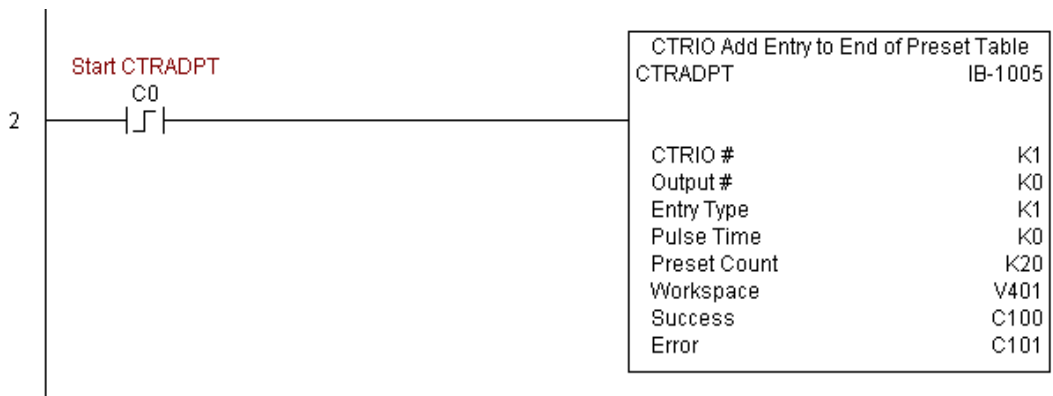 CTRIO Add Entry to End of Preset Table
CTRADPT IB-1005
Start CTRADPT
C0
2
CTRIO # K1
Output # K0
Entry Type K1
Pulse Time K0
Preset Count K20
Workspace V401
Success C100
Error C101